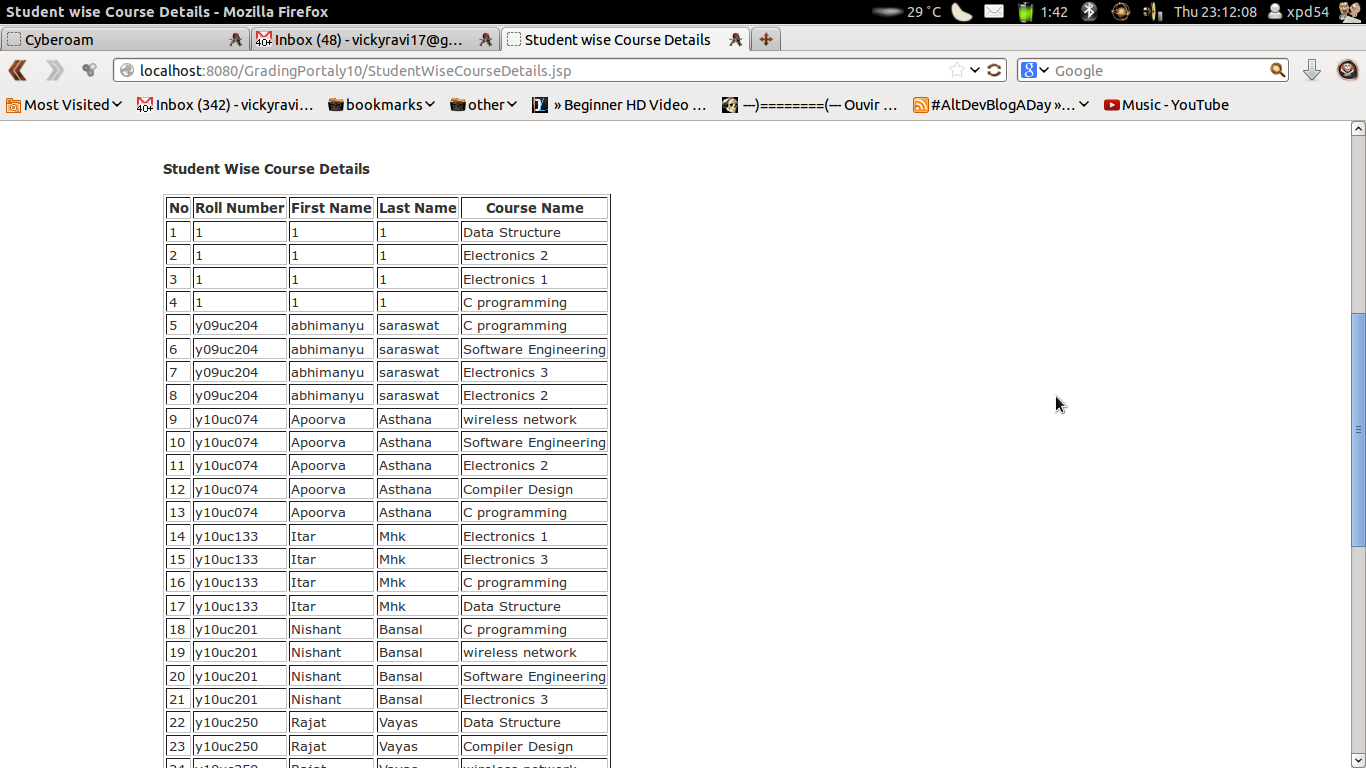 Student wise Course Details - Mozilla Firefox 29 °C 1:42 Thu 23:12:08 xpd54
Cyberoam 40+ Inbox (48) - vickyravi17@g... Student wise Course Details
localhost:8080/GradingPortaly10/StudentWiseCourseDetails.jsp Google
Most Visited 40+ Inbox (342) - vickyravi... bookmarks other » Beginner HD Video ... ---)========(--- Ouvir ... #AltDevBlogADay »... Music - YouTube
Student Wise Course Details
No Roll Number First Name Last Name Course Name
1 1 1 1 Data Structure
2 1 1 1 Electronics 2
3 1 1 1 Electronics 1
4 1 1 1 C programming
5 y09uc204 abhimanyu saraswat C programming
6 y09uc204 abhimanyu saraswat Software Engineering
7 y09uc204 abhimanyu saraswat Electronics 3
8 y09uc204 abhimanyu saraswat Electronics 2
9 y10uc074 Apoorva Asthana wireless network
10 y10uc074 Apoorva Asthana Software Engineering
11 y10uc074 Apoorva Asthana Electronics 2
12 y10uc074 Apoorva Asthana Compiler Design
13 y10uc074 Apoorva Asthana C programming
14 y10uc133 Itar Mhk Electronics 1
15 y10uc133 Itar Mhk Electronics 3
16 y10uc133 Itar Mhk C programming
17 y10uc133 Itar Mhk Data Structure
18 y10uc201 Nishant Bansal C programming
19 y10uc201 Nishant Bansal wireless network
20 y10uc201 Nishant Bansal Software Engineering
21 y10uc201 Nishant Bansal Electronics 3
22 y10uc250 Rajat Vayas Data Structure
23 y10uc250 Rajat Vayas Compiler Design
24 y10uc250 Rajat Vayas wireless network